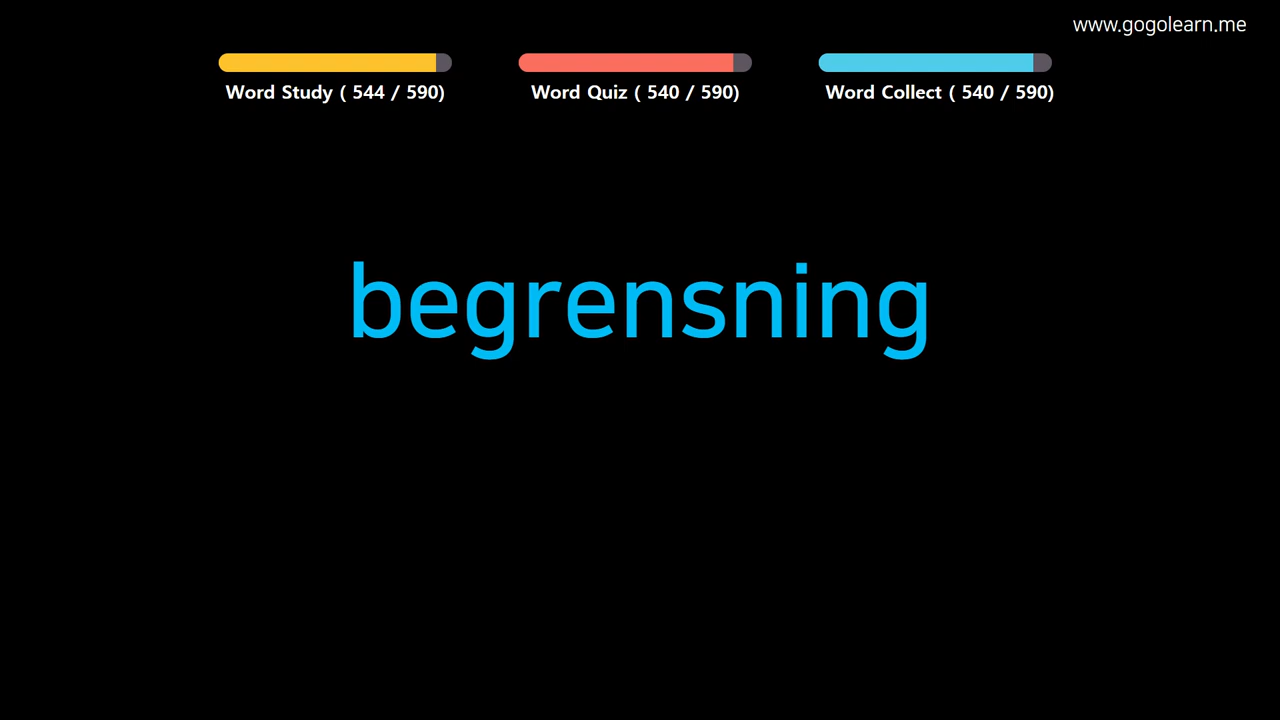 www.gogolearn.me
Word Study ( 544 / 590)
Word Quiz ( 540 / 590)
Word Collect ( 540 / 590)
begrensning